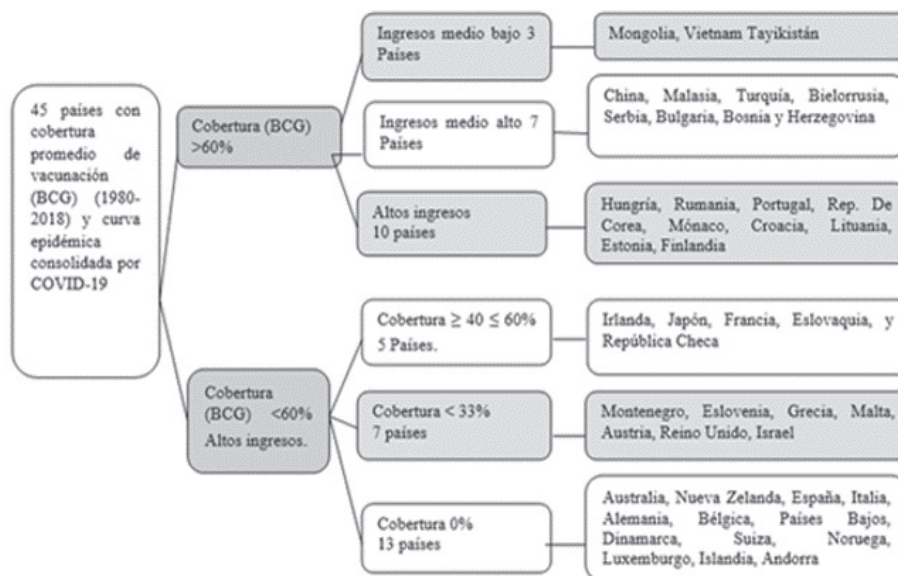 45 países con
cobertura
promedio de
vacunación
(BCG) (1980-
2018) y curva
epidémica
consolidada por
COVID-19
Cobertura (BCG)
>60%
Ingresos medio bajo 3
Países
Mongolia, Vietnam Tayikistán
Ingresos medio alto 7
Países
China, Malasia, Turquía, Bielorrusia,
Serbia, Bulgaria, Bosnia y Herzegovina
Altos ingresos
10 países
Hungría, Rumania, Portugal, Rep. De
Corea, Mónaco, Croacia, Lituania,
Estonia, Finlandia
Cobertura
(BCG) <60%
Altos ingresos.
Cobertura ≥ 40 ≤ 60%
5 Países.
Irlanda, Japón, Francia, Eslovaquia, y
República Checa
Cobertura < 33%
7 países
Montenegro, Eslovenia, Grecia, Malta,
Austria, Reino Unido, Israel
Cobertura 0%
13 países
Australia, Nueva Zelanda, España, Italia,
Alemania, Bélgica, Países Bajos,
Dinamarca, Suiza, Noruega,
Luxemburgo, Islandia, Andorra